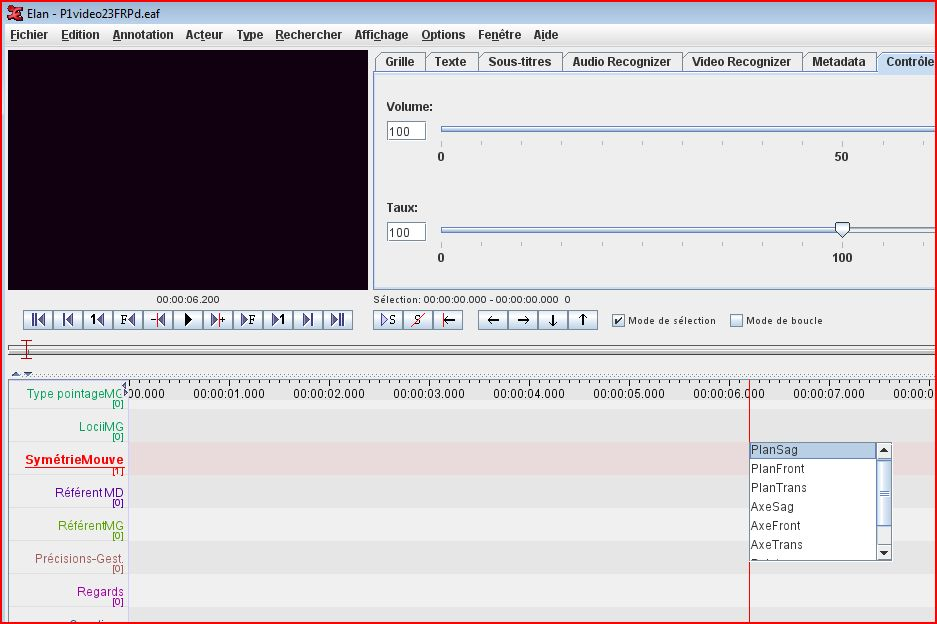 Elan - P1video23FRPd.eaf
Fichier Edition Annotation Acteur Type Rechercher Affichage Options Fenêtre Aide
Grille Texte Sous-titres Audio Recognizer Video Recognizer Metadata Contrôle
Volume:
100
0 50
Taux:
100
0 100
00:00:06.200
Sélection: 00:00:00.000 - 00:00:00.000 0
1 F F 1 S S Mode de sélection Mode de boucle
00.000 00:00:01.000 00:00:02.000 00:00:03.000 00:00:04.000 00:00:05.000 00:00:06.000 00:00:07.000 00:00:0
Type pointageMG
[0]
LociiMG
[0]
SymétrieMouve
[1]
PlanSag
PlanFront
PlanTrans
AxeSag
AxeFront
AxeTrans
Référent MD
[0]
RéférentMG
[0]
Précisions-Gest.
[0]
Regards
[0]